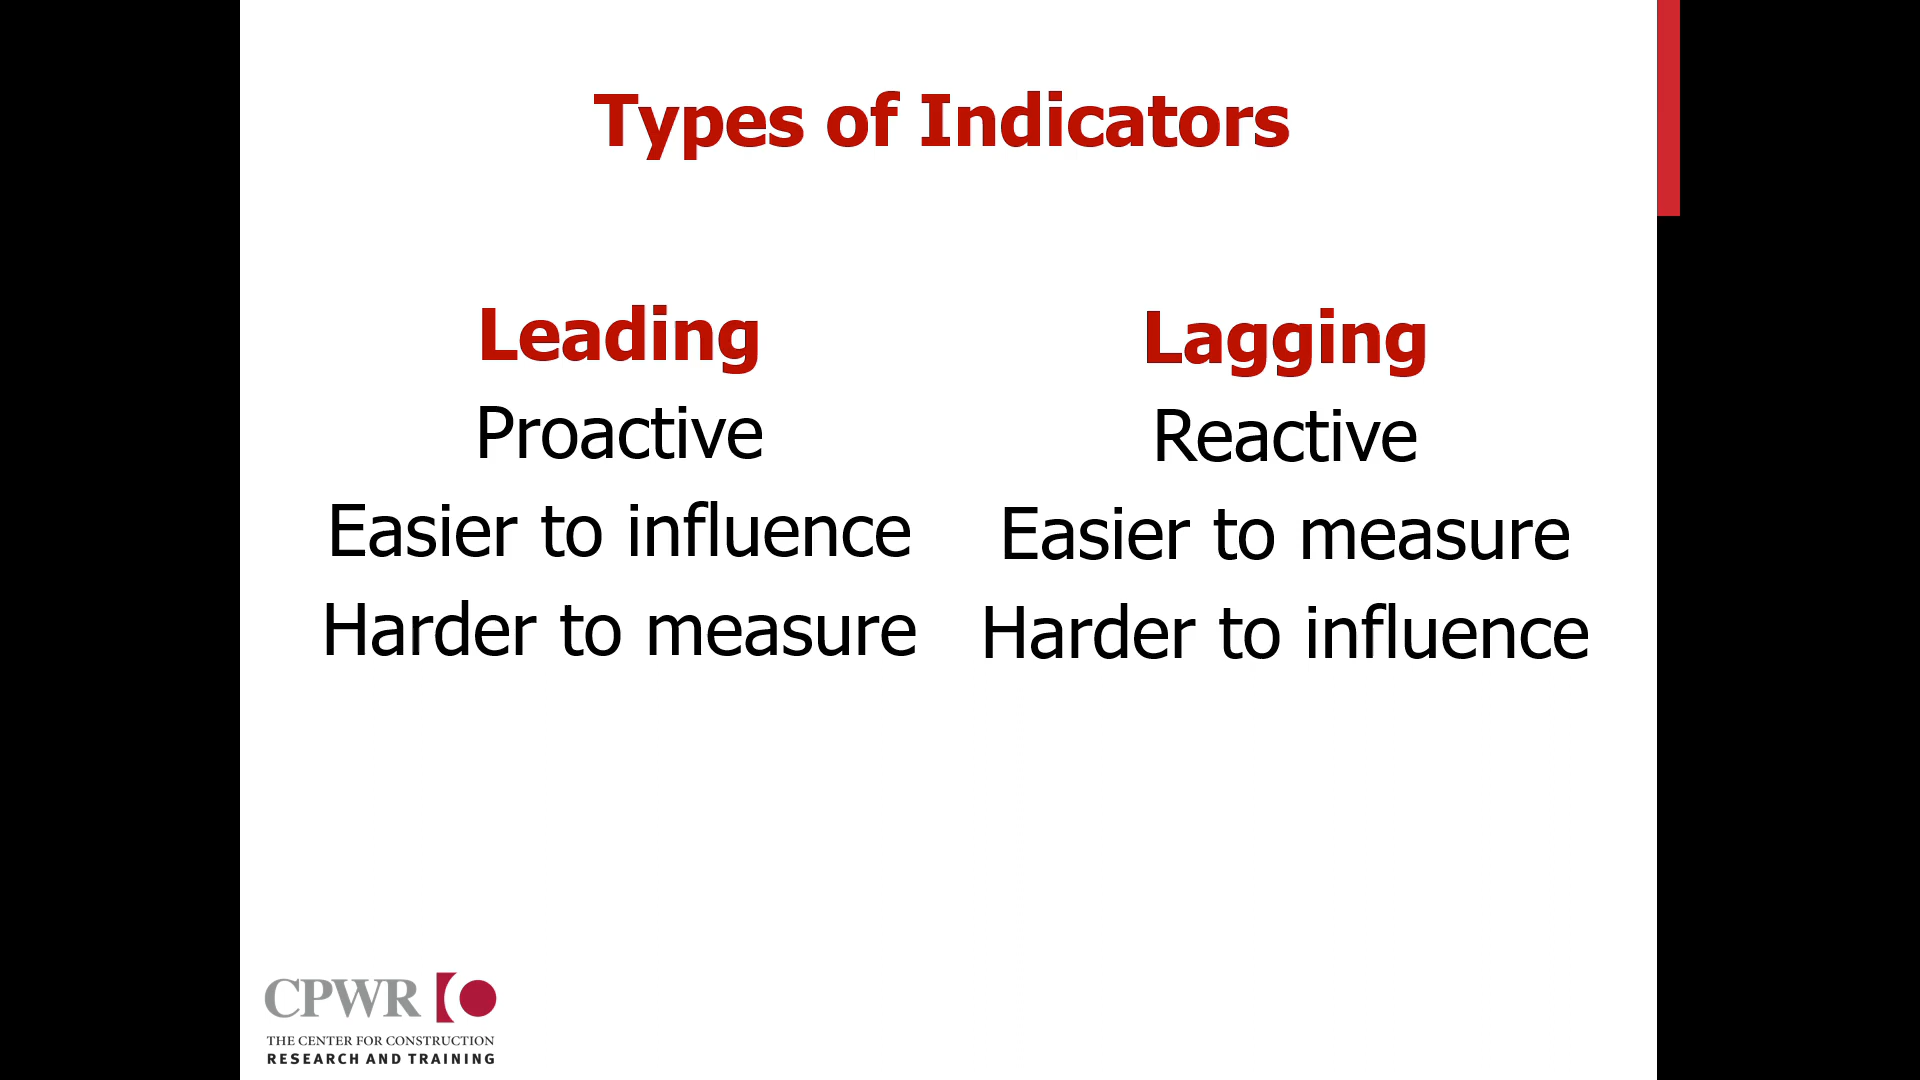 Types of Indicators
Leading
Proactive
Easier to influence
Harder to measure
Lagging
Reactive
Easier to measure
Harder to influence
CPWR
THE CENTER FOR CONSTRUCTION
RESEARCH AND TRAINING